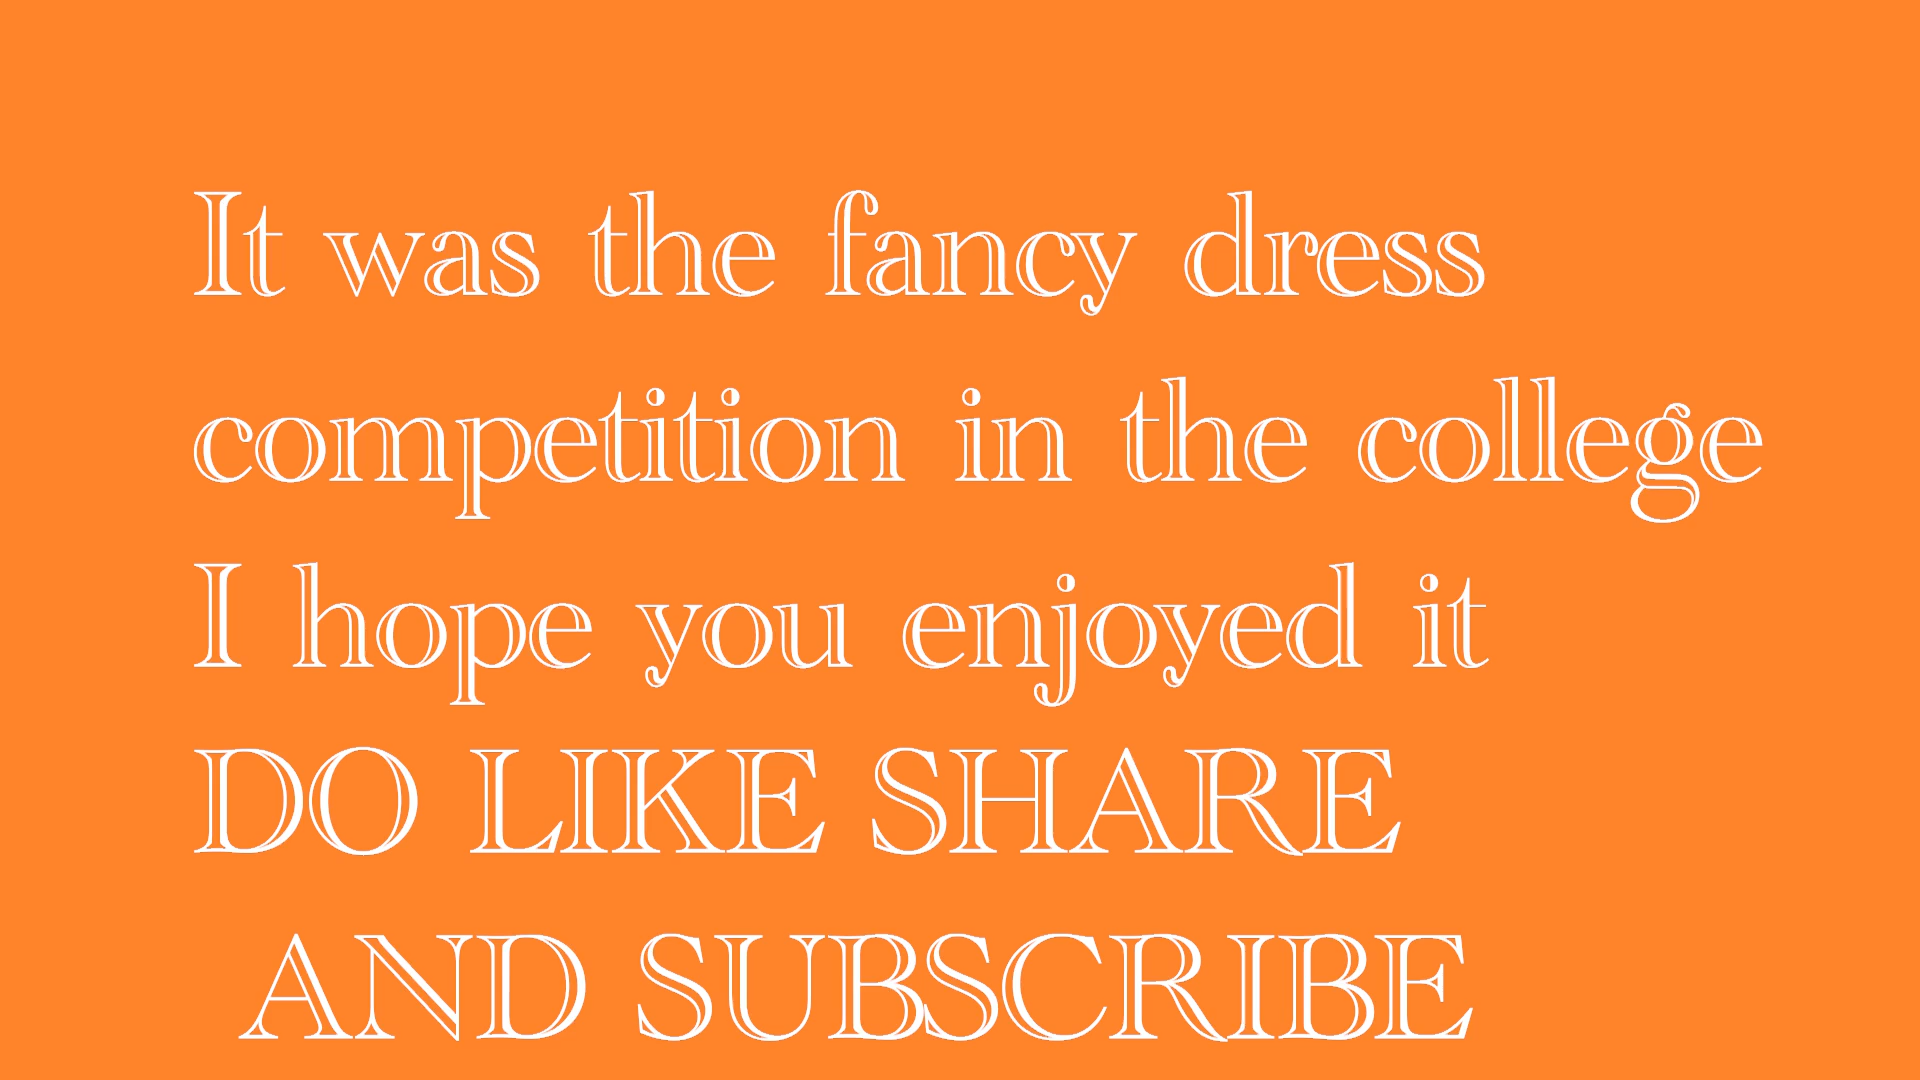 It was the fancy dress
competition in the college
I hope you enjoyed it
DO LIKE SHARE
AND SUBSCRIBE